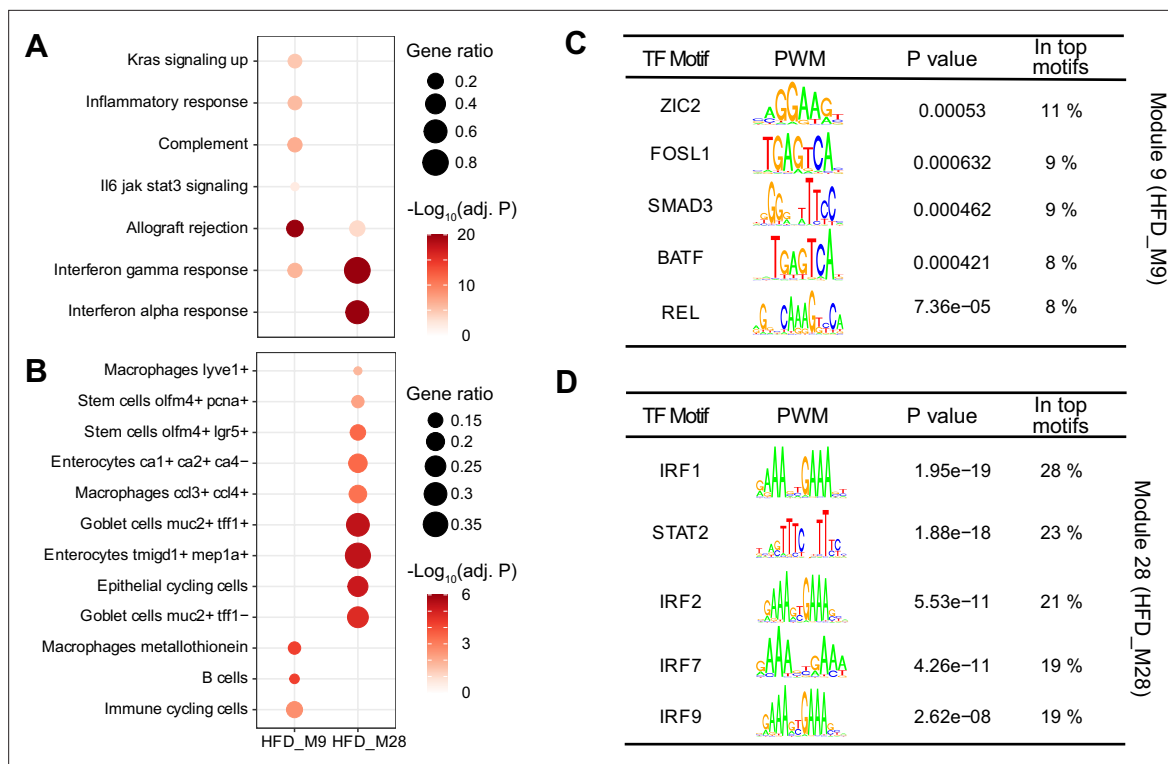 A
Kras signaling up
Inflammatory response
Complement
Il6 jak stat3 signaling
Allograft rejection
Interferon gamma response
Interferon alpha response
Gene ratio
0.2
0.4
0.6
0.8
-Log10(adj. P)
20
10
0
B
Macrophages lyve1+
Stem cells olfm4+ pcna+
Stem cells olfm4+ lgr5+
Enterocytes ca1+ ca2+ ca4−
Macrophages ccl3+ ccl4+
Goblet cells muc2+ tff1+
Enterocytes tmigd1+ mep1a+
Epithelial cycling cells
Goblet cells muc2+ tff1−
Macrophages metallothionein
B cells
Immune cycling cells
HFD_M9 HFD_M28
Gene ratio
0.15
0.2
0.25
0.3
0.35
-Log10(adj. P)
6
3
0
C
TF Motif PWM P value In top motifs
ZIC2 0.00053 11 %
FOSL1 TGAGTCA 0.000632 9 %
SMAD3 0.000462 9 %
BATF TGAGTCA 0.000421 8 %
REL 7.36e−05 8 %
Module 9 (HFD_M9)
D
TF Motif PWM P value In top motifs
IRF1 1.95e−19 28 %
STAT2 1.88e−18 23 %
IRF2 5.53e−11 21 %
IRF7 4.26e−11 19 %
IRF9 2.62e−08 19 %
Module 28 (HFD_M28)